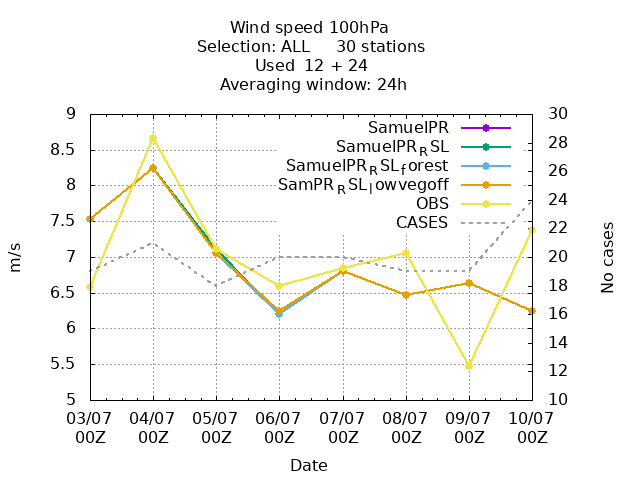 Wind speed 100hPa
Selection: ALL 30 stations
Used 12 + 24
Averaging window: 24h
SamuelPR
SamuelPR_RSL
SamuelPR_RSL_forest
SamPR_RSL_lowvegoff
OBS
CASES
9
8.5
8
7.5
7
6.5
6
5.5
5
m/s
30
28
26
24
22
20
18
16
14
12
10
No cases
03/07 04/07 05/07 06/07 07/07 08/07 09/07 10/07
00Z 00Z 00Z 00Z 00Z 00Z 00Z 00Z
Date